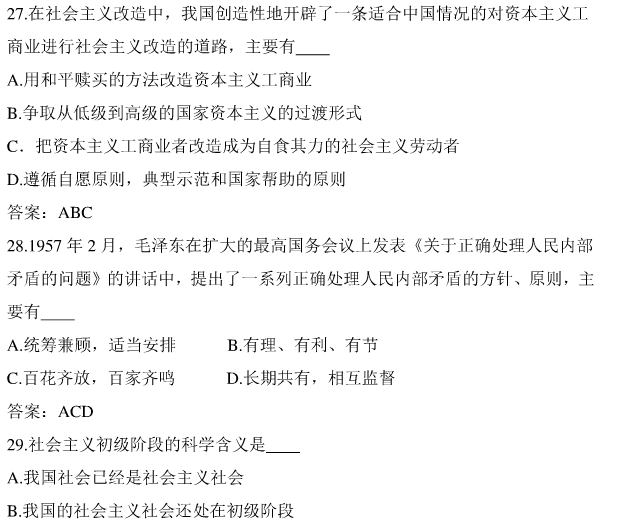 27.在社会主义改造中，我国创造性地开辟了一条适合中国情况的对资本主义工
商业进行社会主义改造的道路，主要有____
A.用和平赎买的方法改造资本主义工商业
B.争取从低级到高级的国家资本主义的过渡形式
C．把资本主义工商业者改造成为自食其力的社会主义劳动者
D.遵循自愿原则，典型示范和国家帮助的原则
答案：ABC
28.1957 年 2 月，毛泽东在扩大的最高国务会议上发表《关于正确处理人民内部
矛盾的问题》的讲话中，提出了一系列正确处理人民内部矛盾的方针、原则，主
要有____
A.统筹兼顾，适当安排 B.有理、有利、有节
C.百花齐放，百家齐鸣 D.长期共有，相互监督
答案：ACD
29.社会主义初级阶段的科学含义是____
A.我国社会已经是社会主义社会
B.我国的社会主义社会还处在初级阶段